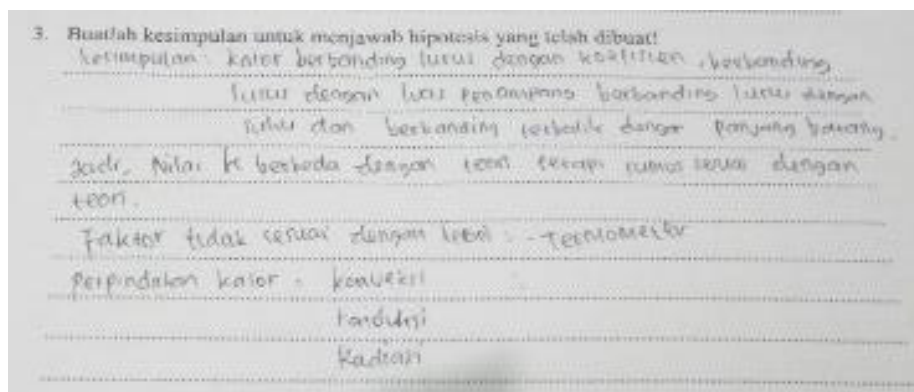 3. Buatlah kesimpulan untuk menjawab hipotesis yang telah dibuat!
Kesimpulan : kalor berbanding lurus dengan koefisien, berbanding
lurus dengan luas penampang berbanding lurus dengan
suhu dan berbanding terbalik dengan panjang batang.
Jadi, Nilai k berbeda dengan teori tetapi rumus sesuai dengan
teori.
Faktor tidak sesuai dengan teori : - Termometer
Perpindahan kalor : konveksi
konduksi
Radiasi